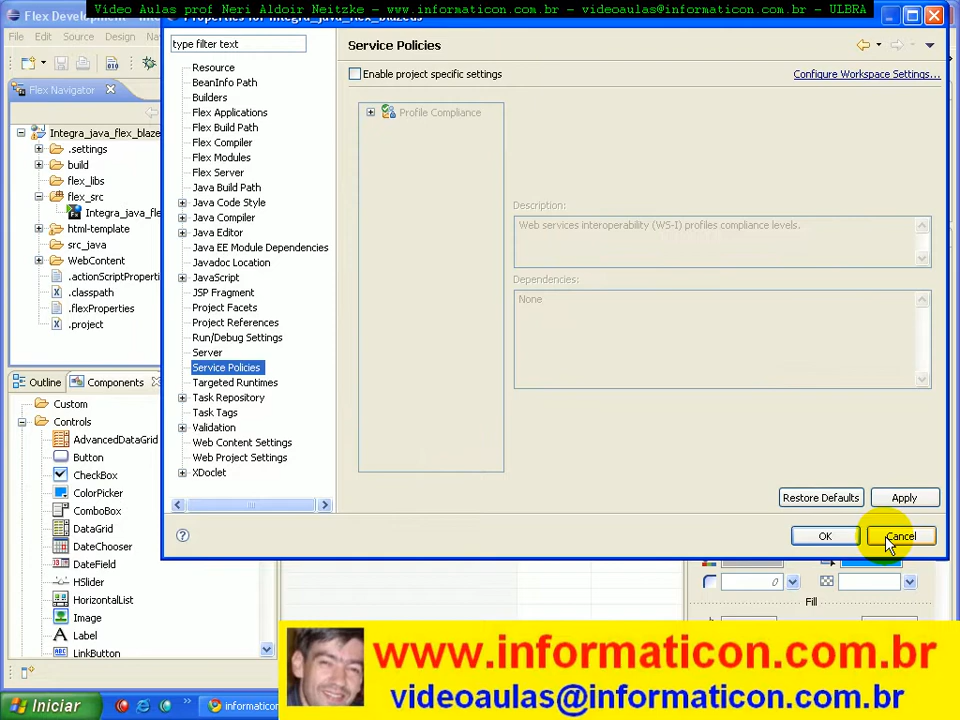 Video Aulas prof Neri Aldoir Neitzke – www.informaticon.com.br – videoaulas@informaticon.com.br – ULBRA
Flex Development
File Edit Source Design
Flex Navigator
Integra_java_flex_blaze
.settings
build
flex_libs
flex_src
Integra_java_fle
html-template
src_java
WebContent
.actionScriptProperti
.classpath
.flexProperties
.project
Outline
Components
Custom
Controls
AdvancedDataGrid
Button
CheckBox
ColorPicker
ComboBox
DataGrid
DateChooser
DateField
HSlider
HorizontalList
Image
Label
LinkButton
type filter text
Resource
BeanInfo Path
Builders
Flex Applications
Flex Build Path
Flex Compiler
Flex Modules
Flex Server
Java Build Path
Java Code Style
Java Compiler
Java Editor
Java EE Module Dependencies
Javadoc Location
JavaScript
JSP Fragment
Project Facets
Project References
Run/Debug Settings
Server
Service Policies
Targeted Runtimes
Task Repository
Task Tags
Validation
Web Content Settings
Web Project Settings
XDoclet
Service Policies
Enable project specific settings
Configure Workspace Settings...
Profile Compliance
Description:
Web services interoperability (WS-I) profiles compliance levels.
Dependencies:
None
Restore Defaults
Apply
OK
Cancel
0
Fill
www.informaticon.com.br
videoaulas@informaticon.com.br
Iniciar
informaticon